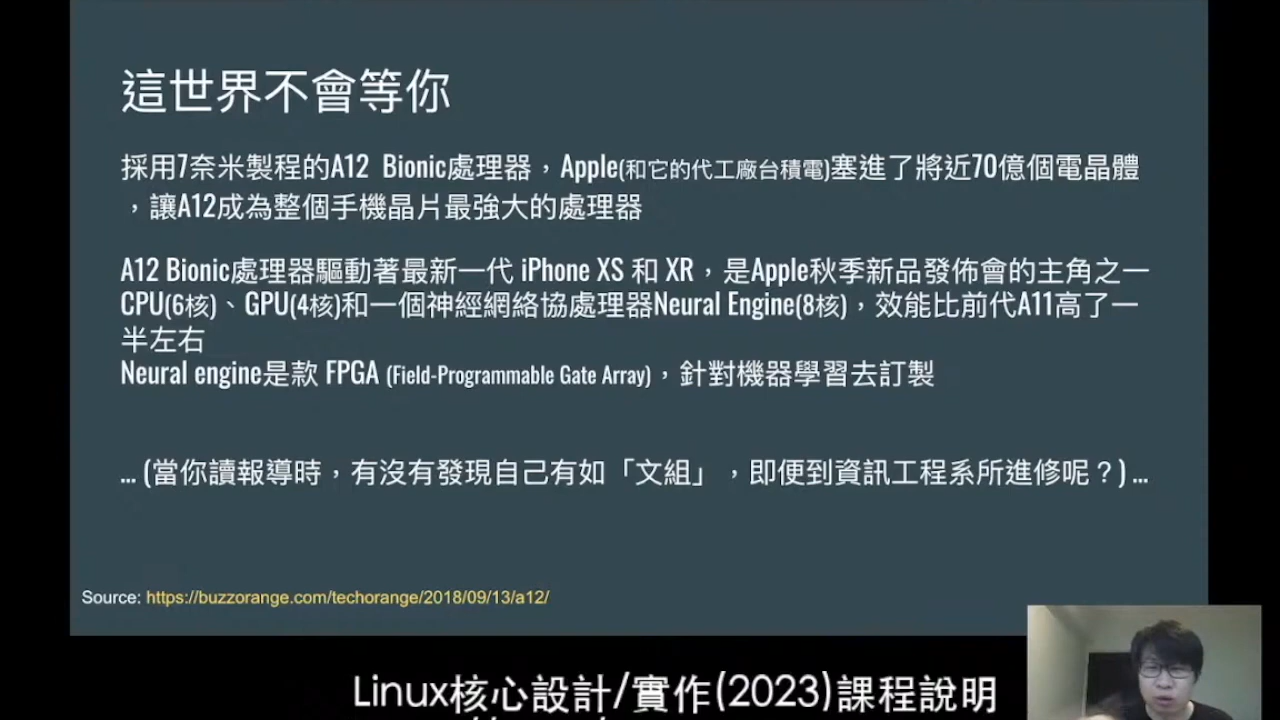 這世界不會等你
採用7奈米製程的A12 Bionic處理器，Apple(和它的代工廠台積電)塞進了將近70億個電晶體
，讓A12成為整個手機晶片最強大的處理器
A12 Bionic處理器驅動著最新一代 iPhone XS 和 XR，是Apple秋季新品發佈會的主角之一
CPU(6核)、GPU(4核)和一個神經網絡協處理器Neural Engine(8核)，效能比前代A11高了一
半左右
Neural engine是款 FPGA (Field-Programmable Gate Array)，針對機器學習去訂製
... (當你讀報導時，有沒有發現自己有如「文組」，即便到資訊工程系所進修呢？) ...
Source: https://buzzorange.com/techorange/2018/09/13/a12/
Linux核心設計/實作(2023)課程說明